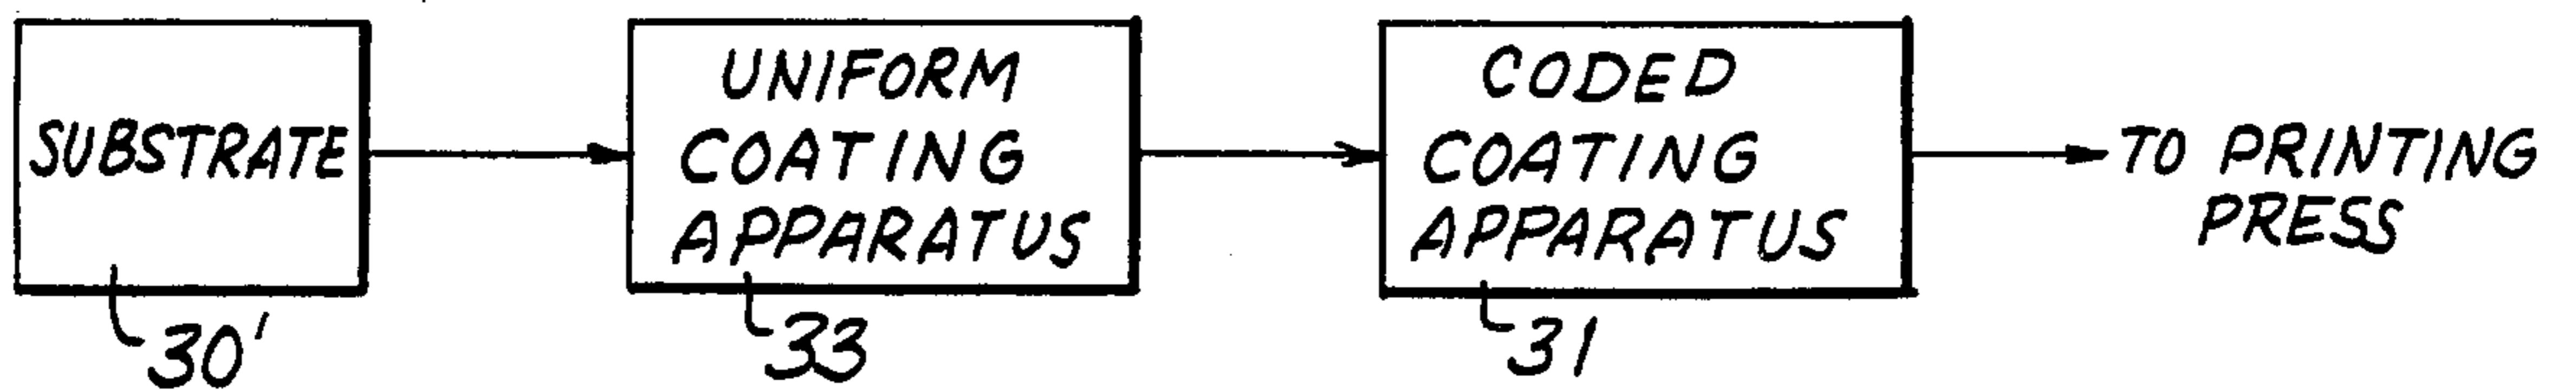 SUBSTRATE
30'
UNIFORM
COATING
APPARATUS
33
CODED
COATING
APPARATUS
31
TO PRINTING
PRESS